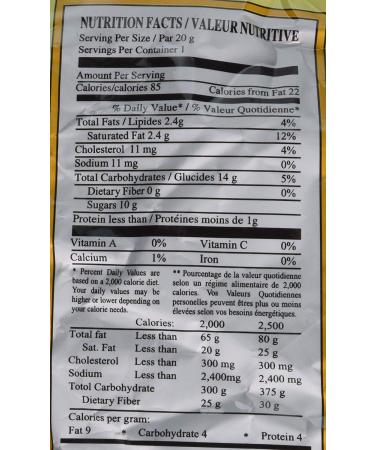 NUTRITION FACTS / VALEUR NUTRITIVE
Serving Per Size / Par 20 g
Servings Per Container 1
Amount Per Serving
Calories/calories 85 Calories from Fat 22
% Daily Value* / % Valeur Quotidienne*
Total Fats / Lipides 2.4g 4%
Saturated Fat 2.4 g 12%
Cholesterol 11 mg 4%
Sodium 11 mg 0%
Total Carbohydrates / Glucides 14 g 5%
Dietary Fiber 0 g 0%
Sugars 10 g
Protein less than / Protéines moins de 1g
Vitamin A 0% Vitamin C 0%
Calcium 1% Iron 0%
* Percent Daily Values are
based on a 2,000 calorie diet.
Your daily values may be
higher or lower depending on
your calorie needs.
** Pourcentage de la valeur quotidienne
selon un régime alimentaire de 2,000
calories. Vos Valeurs Quotidiennes
personelles peuvent êtres plus ou moins
élevées selon vos besoins énergétiques.
Calories: 2,000 2,500
Total fat Less than 65 g 80 g
Sat. Fat Less than 20 g 25 g
Cholesterol Less than 300 mg 300 mg
Sodium Less than 2,400mg 2,400 mg
Totol Carbohydrate 300 g 375 g
Dietary Fiber 25 g 30 g
Calories per gram:
Fat 9 * Carbohydrate 4 * Protein 4